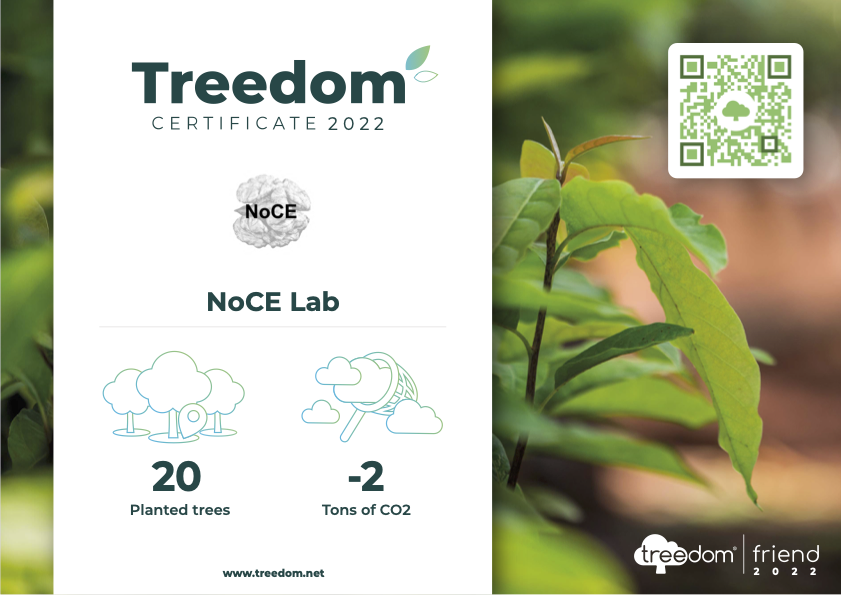 Treedom
CERTIFICATE 2022
NoCE
NoCE Lab
20
Planted trees
-2
Tons of CO2
www.treedom.net
treedom® friend
2022